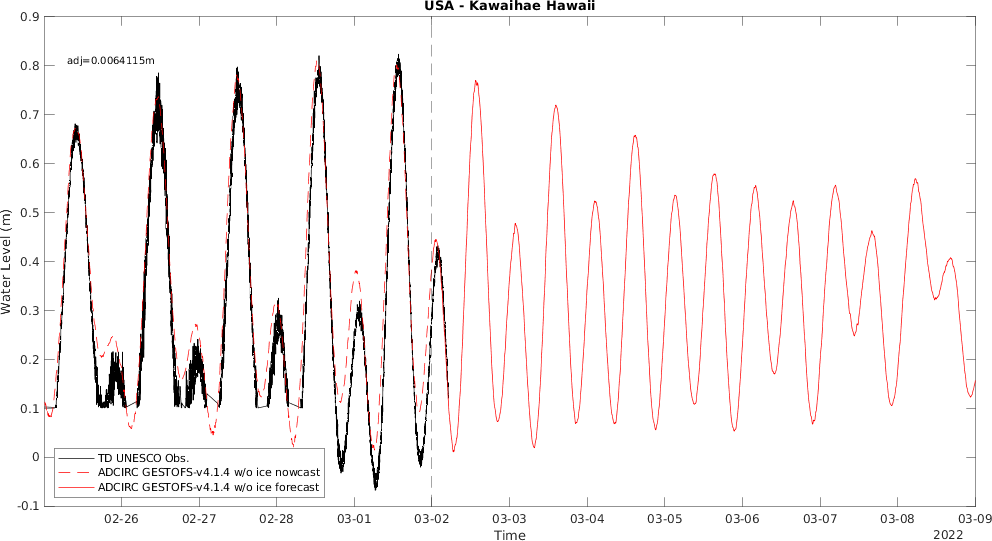 USA - Kawaihae Hawaii
adj=0.0064115m
Water Level (m)
0.9
0.8
0.7
0.6
0.5
0.4
0.3
0.2
0.1
0
-0.1
TD UNESCO Obs.
ADCIRC GESTOFS-v4.1.4 w/o ice nowcast
ADCIRC GESTOFS-v4.1.4 w/o ice forecast
02-26 02-27 02-28 03-01 03-02 03-03 03-04 03-05 03-06 03-07 03-08 03-09
Time
2022